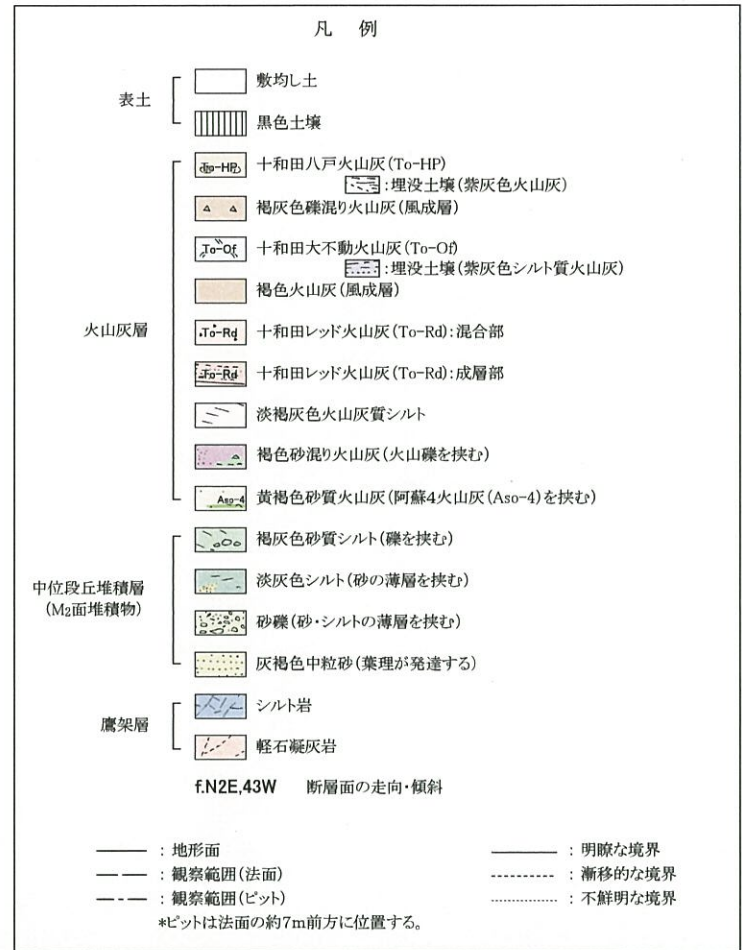 凡 例
表土
敷均し土
黒色土壌
火山灰層
To-HP 十和田八戸火山灰(To-HP)
:埋没土壌(紫灰色火山灰)
褐灰色礫混り火山灰(風成層)
To-Of 十和田大不動火山灰(To-Of)
:埋没土壌(紫灰色シルト質火山灰)
褐色火山灰(風成層)
To-Rd 十和田レッド火山灰(To-Rd):混合部
To-Rd 十和田レッド火山灰(To-Rd):成層部
淡褐灰色火山灰質シルト
褐色砂混り火山灰(火山礫を挟む)
Aso-4 黄褐色砂質火山灰(阿蘇4火山灰(Aso-4)を挟む)
中位段丘堆積層
(M₂面堆積物)
褐灰色砂質シルト(礫を挟む)
淡灰色シルト(砂の薄層を挟む)
砂礫(砂・シルトの薄層を挟む)
灰褐色中粒砂(葉理が発達する)
鷹架層
シルト岩
軽石凝灰岩
f.N2E,43W 断層面の走向・傾斜
:地形面
:観察範囲(法面)
:観察範囲(ピット)
*ピットは法面の約7m前方に位置する。
:明瞭な境界
:漸移的な境界
:不鮮明な境界